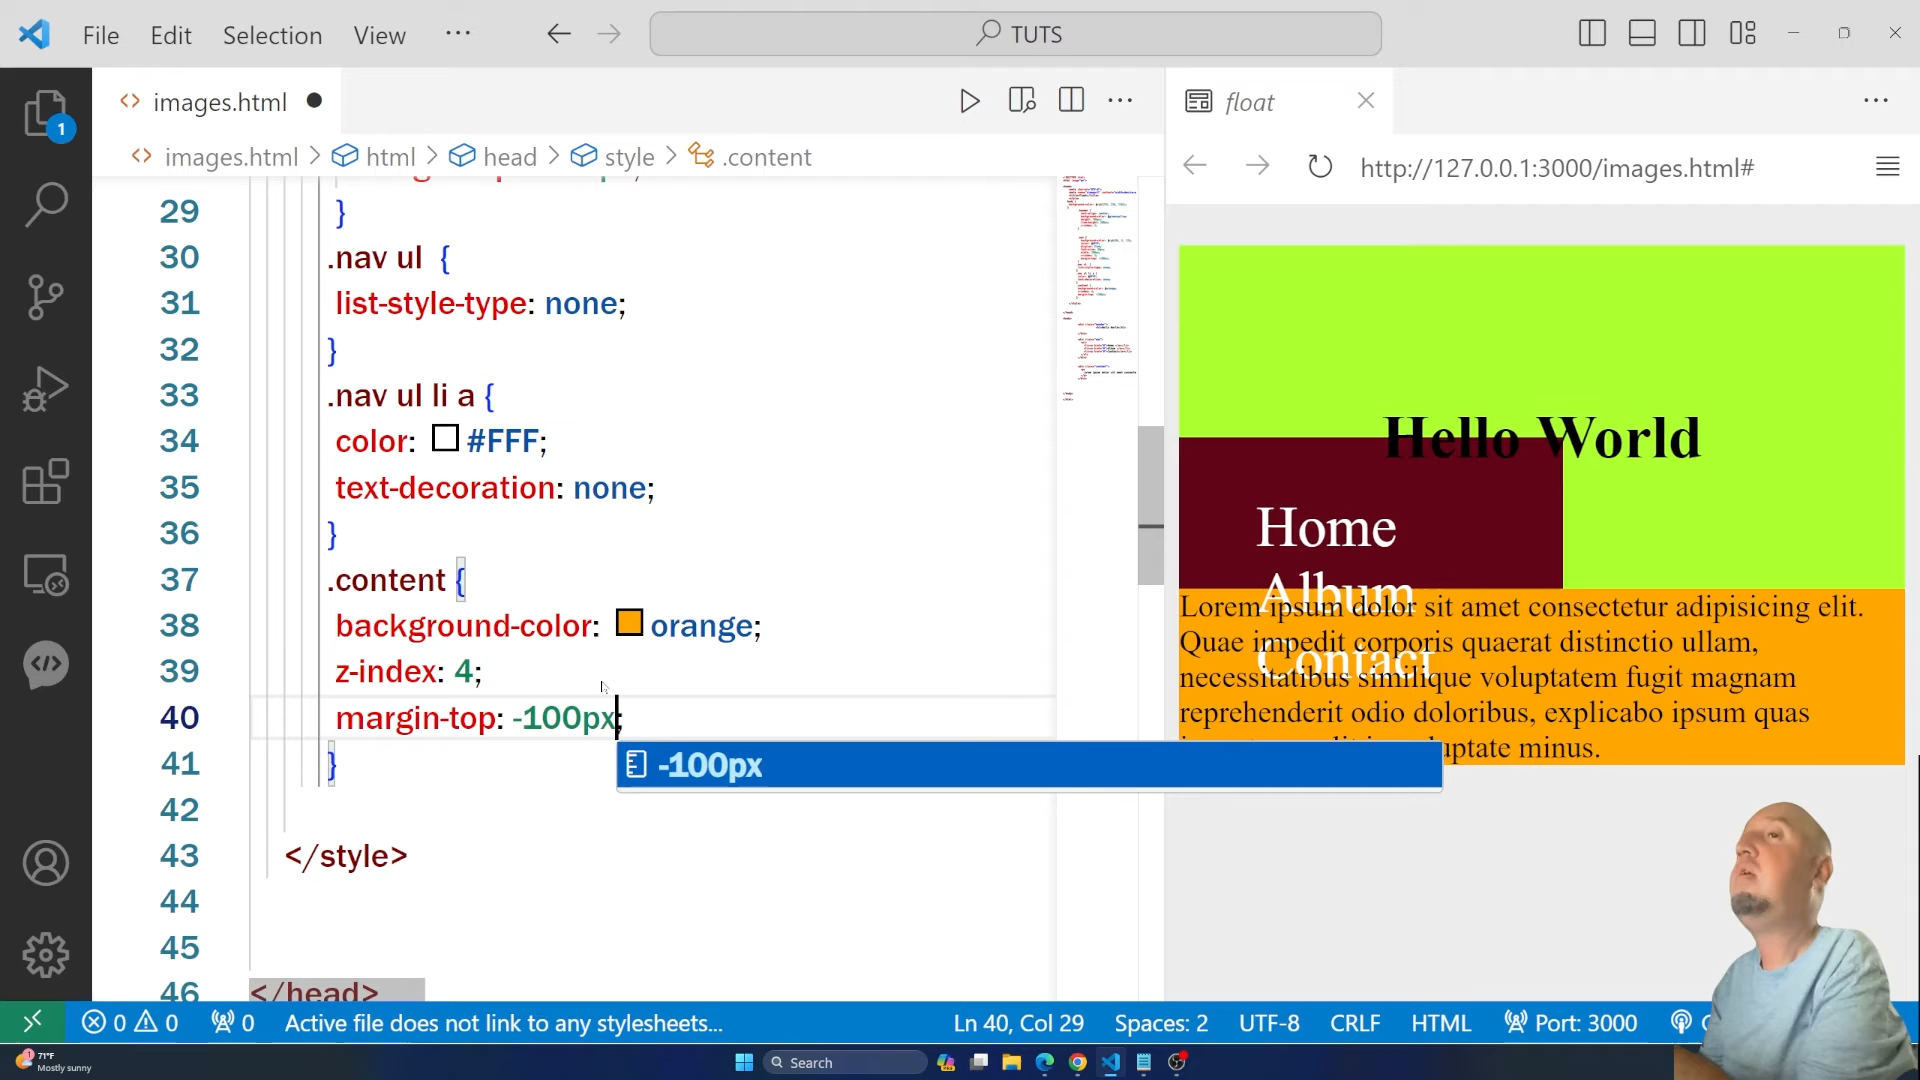 File Edit Selection View ...
TUTS
images.html
float
images.html > html > head > style > .content
http://127.0.0.1:3000/images.html#
29 }
30 .nav ul {
31 list-style-type: none;
32 }
33 .nav ul li a {
34 color: #FFF;
35 text-decoration: none;
36 }
37 .content {
38 background-color: orange;
39 z-index: 4;
40 margin-top: -100px;
41 }
42
43 </style>
44
45
46 </head>
-100px
Hello World
Home
Album
Contact
Lorem ipsum dolor sit amet consectetur adipisicing elit.
Quae impedit corporis quaerat distinctio ullam,
necessitatibus similique voluptatem fugit magnam
reprehenderit odio doloribus, explicabo ipsum quas
minus.
1
0 0 0 Active file does not link to any stylesheets... Ln 40, Col 29 Spaces: 2 UTF-8 CRLF HTML Port: 3000
1 71°F
Mostly sunny
Search